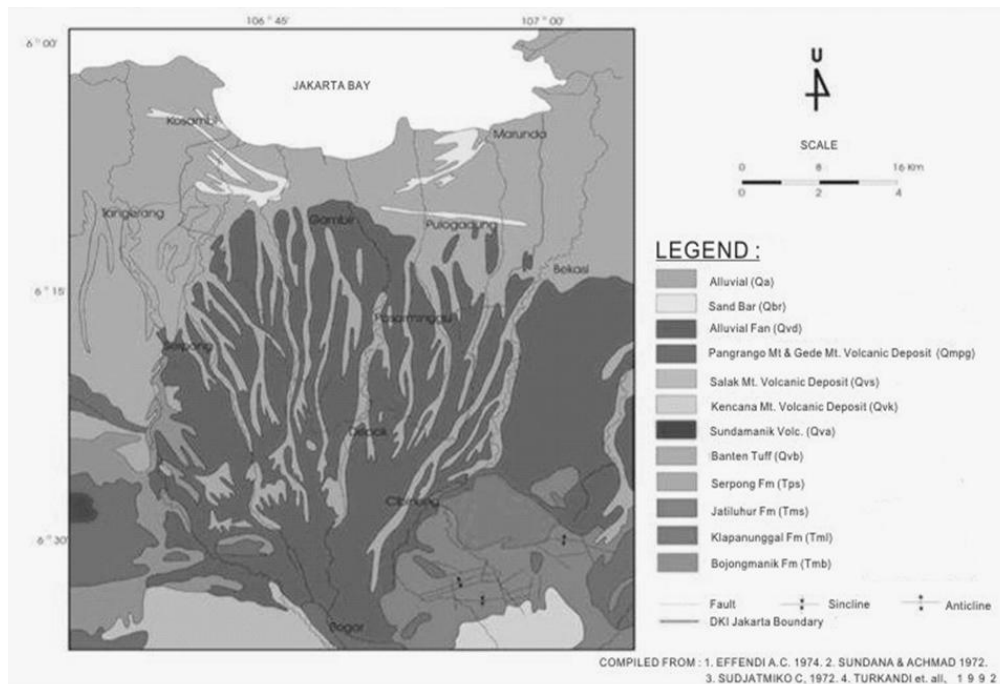 106° 45'
107° 00'
6° 00'
JAKARTA BAY
U
Kosambi
Marunda
SCALE
0 8 16 Km
0 2 4
Tangerang
Gambir
Pulogadung
LEGEND :
Bekasi
6° 15'
Alluvial (Qa)
Sand Bar (Qbr)
Pasarminggu
Alluvial Fan (Qvd)
Serpong
Pangrango Mt & Gede Mt. Volcanic Deposit (Qmpg)
Salak Mt. Volcanic Deposit (Qvs)
Kencana Mt. Volcanic Deposit (Qvk)
Depok
Sundamanik Volc. (Qva)
Banten Tuff (Qvb)
Serpong Fm (Tps)
Cibinong
Jatiluhur Fm (Tms)
6° 30'
Klapanunggal Fm (Tml)
Bojongmanik Fm (Tmb)
Fault Sincline Anticline
DKI Jakarta Boundary
Bogor
COMPILED FROM : 1. EFFENDI A.C. 1974. 2. SUNDANA & ACHMAD 1972.
3. SUDJATMIKO C, 1972. 4. TURKANDI et. all, 1992